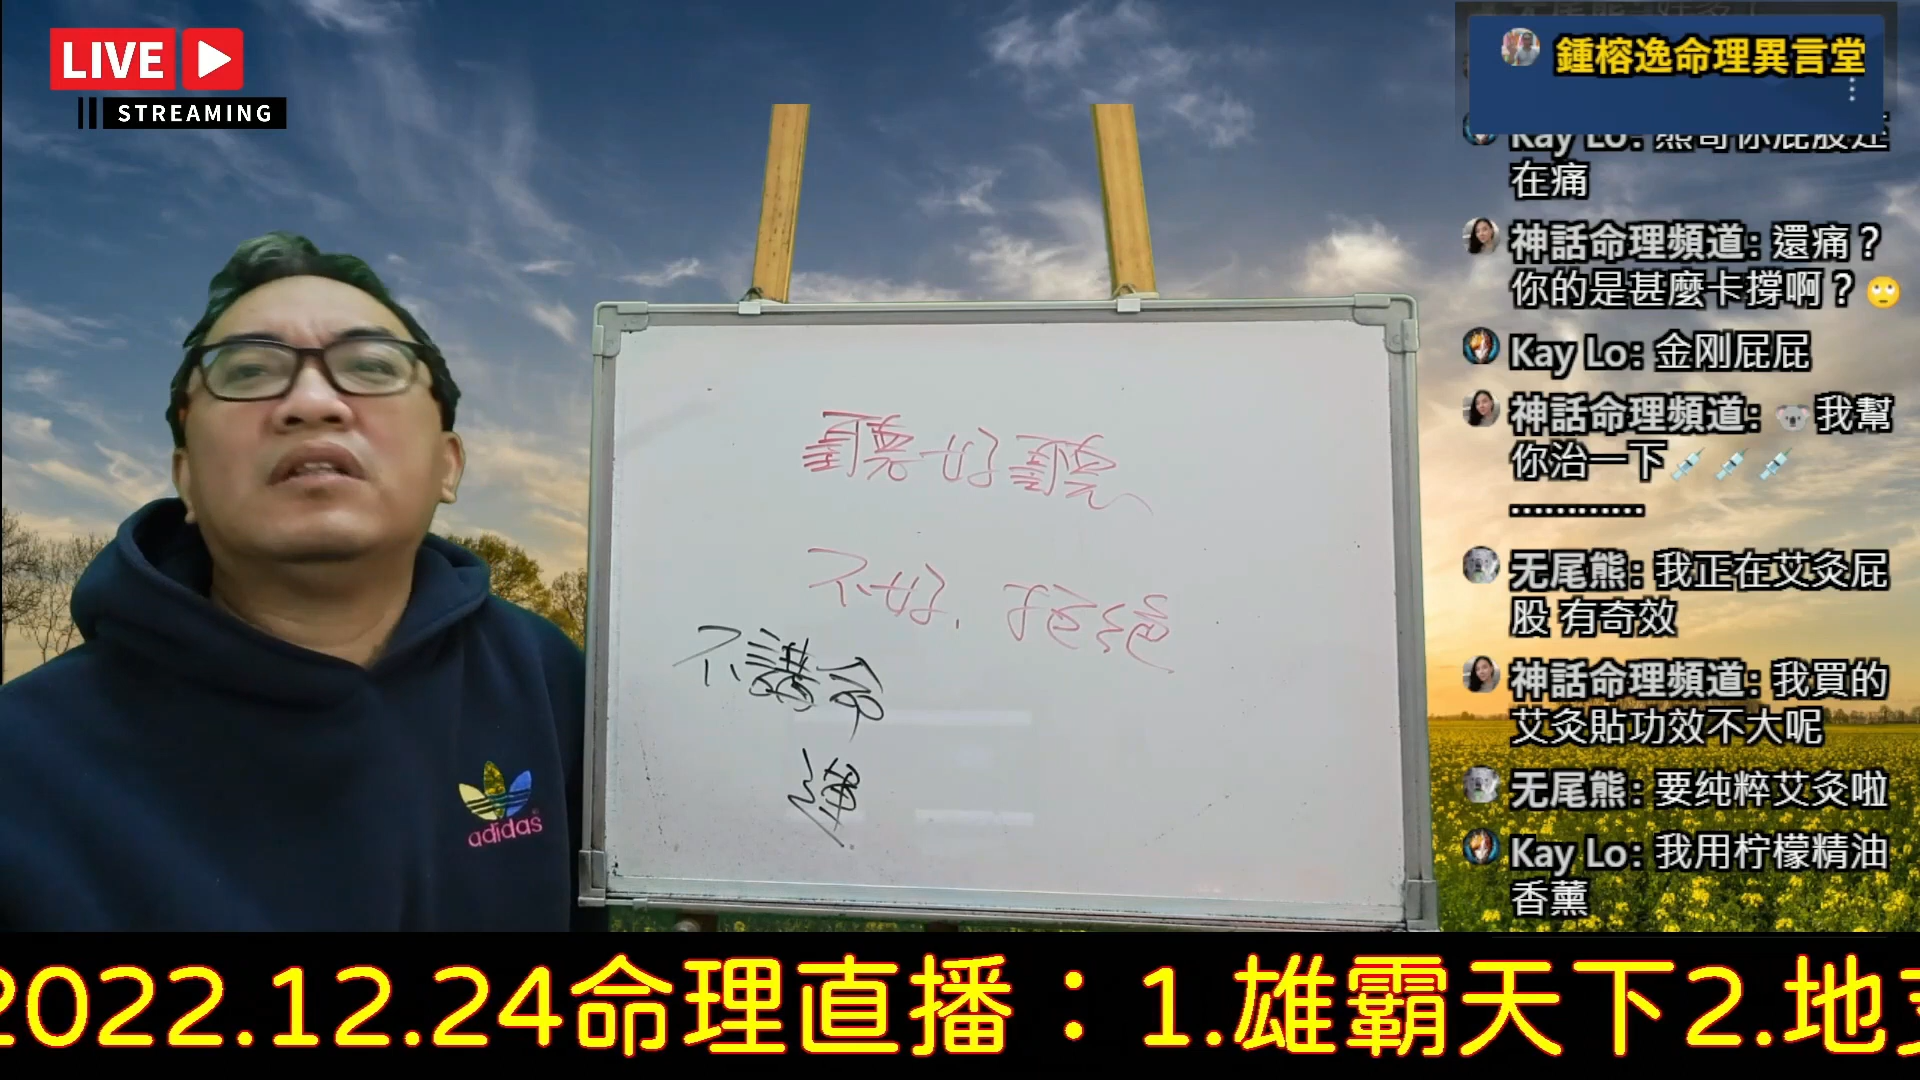 LIVE
STREAMING
鍾榕逸命理異言堂
在痛
神話命理頻道: 還痛？
你的是甚麼卡撐啊？
Kay Lo: 金刚屁屁
神話命理頻道: 我幫
你治一下
............
无尾熊: 我正在艾灸屁
股 有奇效
神話命理頻道: 我買的
艾灸貼功效不大呢
无尾熊: 要纯粹艾灸啦
Kay Lo: 我用柠檬精油
香薰
聽好聽
不好，拒絕
不講命
adidas
2022.12.24命理直播：1.雄霸天下2.地